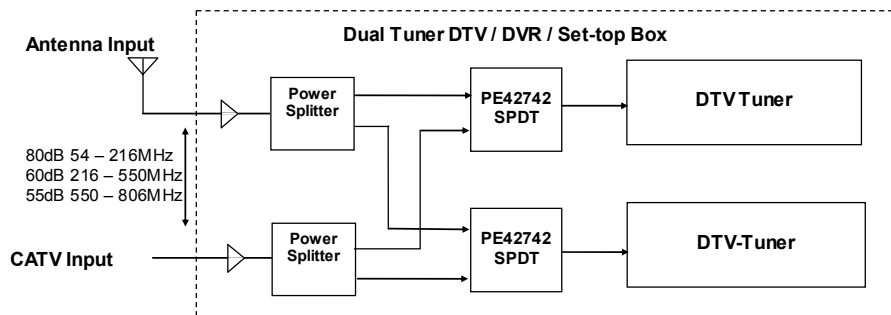 Dual Tuner DTV / DVR / Set-top Box
Antenna Input
Power
Splitter
PE42742
SPDT
DTV Tuner
80dB 54 – 216MHz
60dB 216 – 550MHz
55dB 550 – 806MHz
CATV Input
Power
Splitter
PE42742
SPDT
DTV-Tuner